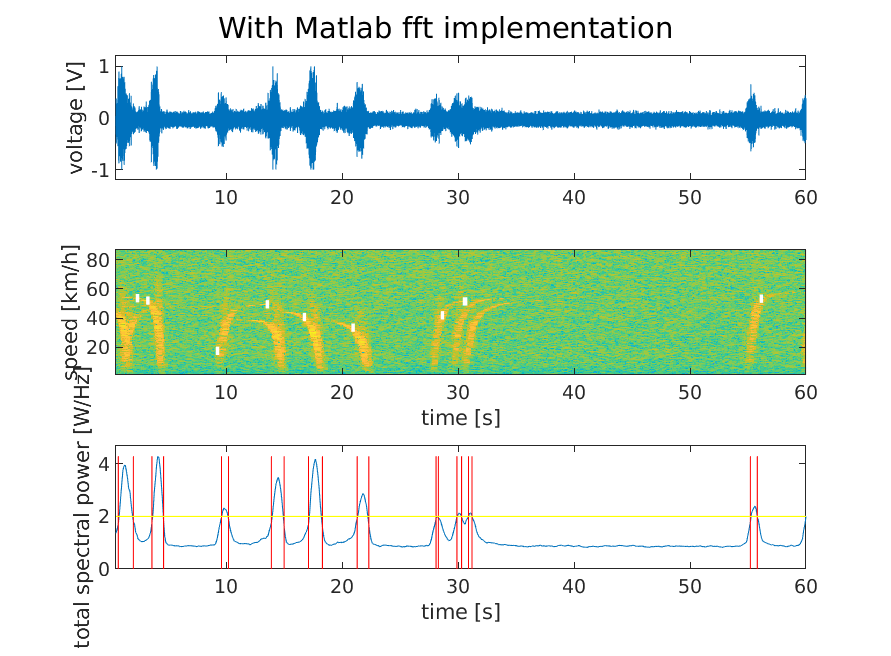 With Matlab fft implementation
voltage [V]
1
0
-1
10 20 30 40 50 60
speed [km/h]
80
60
40
20
10 20 30 40 50 60
time [s]
total spectral power [W/Hz]
4
2
0
10 20 30 40 50 60
time [s]